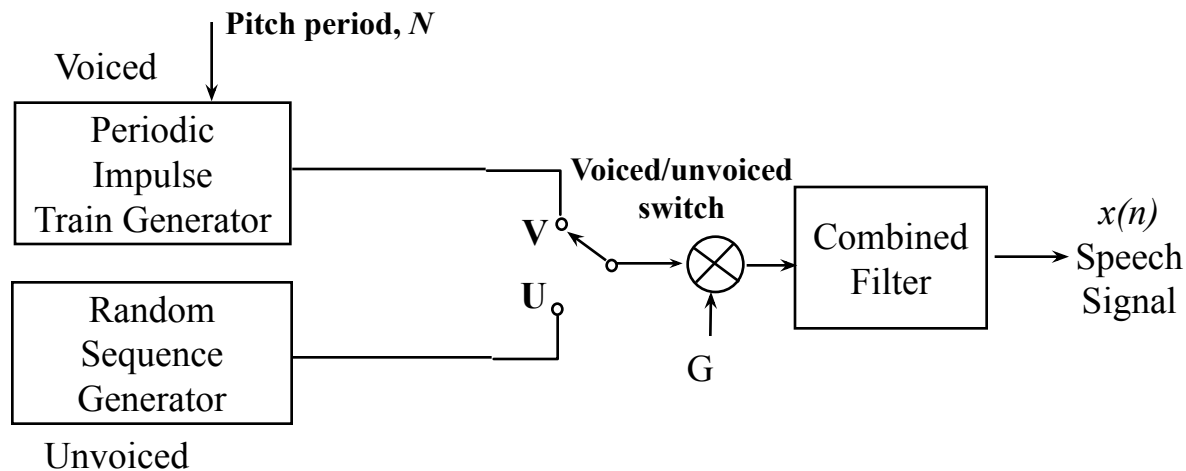 Pitch period, N
Voiced
Periodic
Impulse
Train Generator
Voiced/unvoiced
switch
V
U
G
Combined
Filter
x(n)
Speech
Signal
Random
Sequence
Generator
Unvoiced